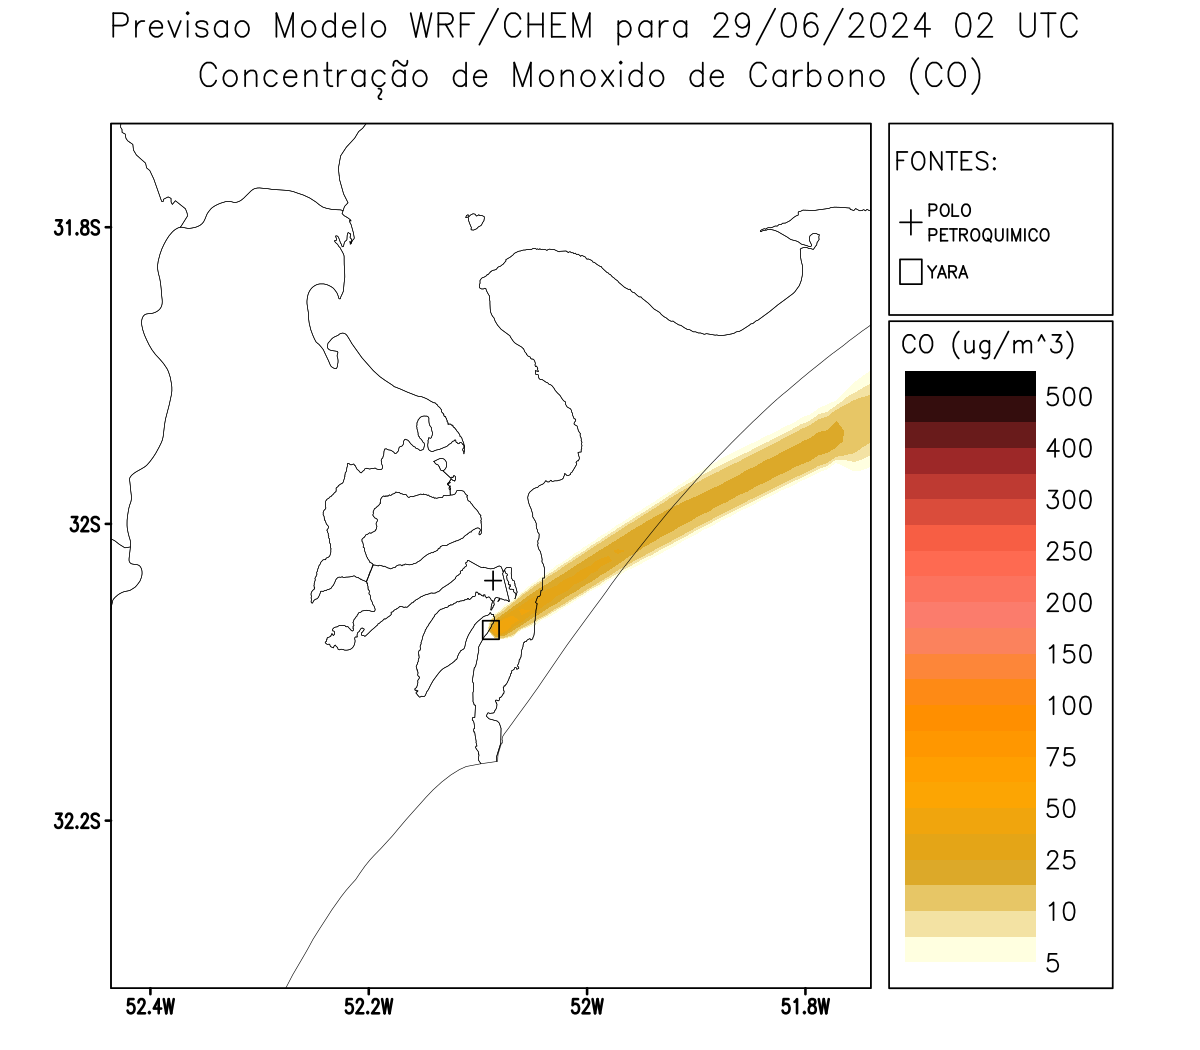 Previsao Modelo WRF/CHEM para 29/06/2024 02 UTC
Concentração de Monoxido de Carbono (CO)
FONTES:
POLO
PETROQUIMICO
YARA
CO (ug/m^3)
500
400
300
250
200
150
100
75
50
25
10
5
31.8S
32S
32.2S
52.4W
52.2W
52W
51.8W